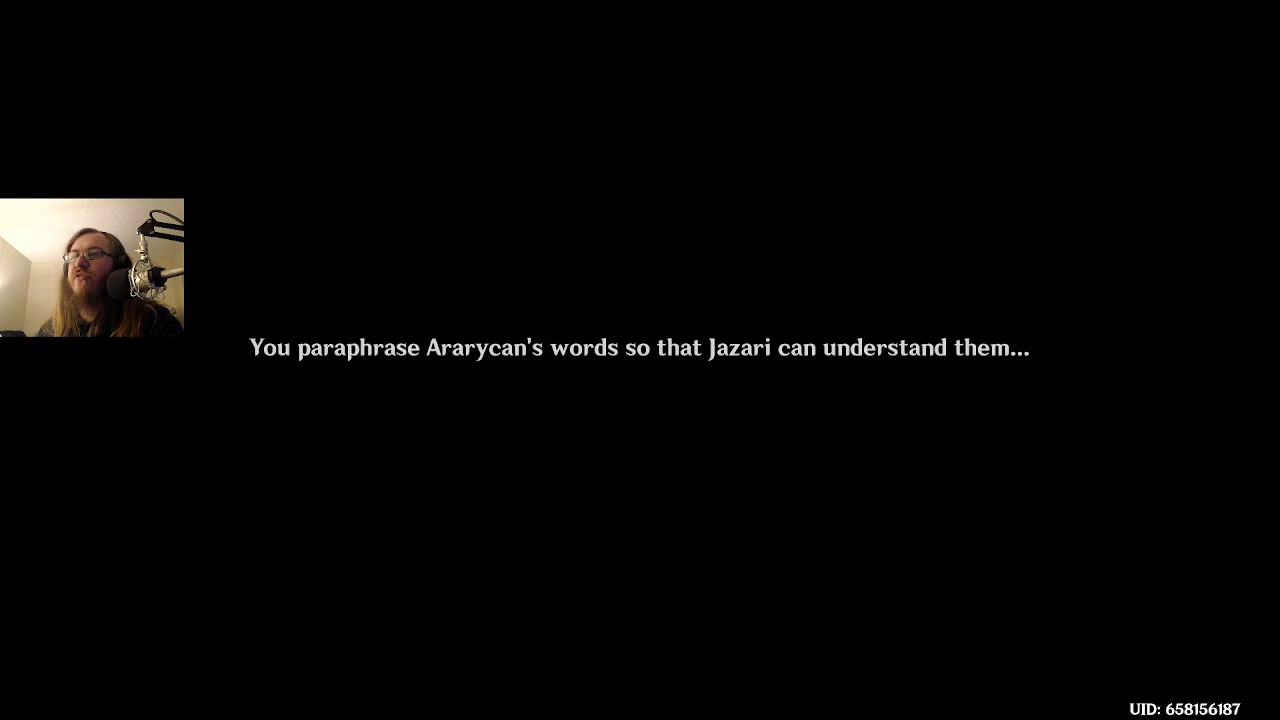 You paraphrase Ararycan's words so that Jazari can understand them...
UID: 658156187